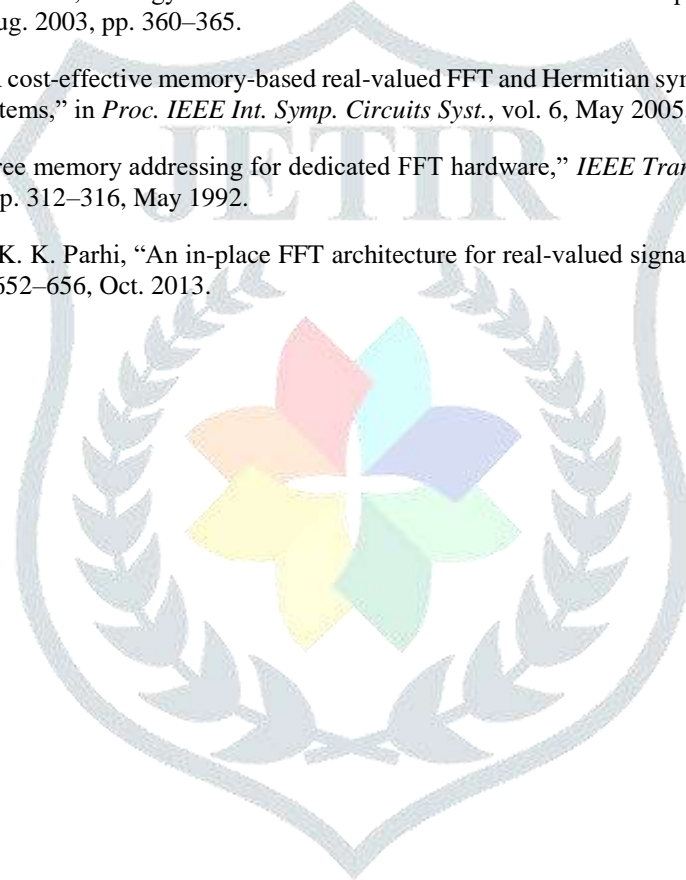 ug. 2003, pp. 360–365.
cost-effective memory-based real-valued FFT and Hermitian sym
tems,” in Proc. IEEE Int. Symp. Circuits Syst., vol. 6, May 2005
ree memory addressing for dedicated FFT hardware,” IEEE Tran
p. 312–316, May 1992.
JETIR
K. K. Parhi, “An in-place FFT architecture for real-valued signa
652–656, Oct. 2013.